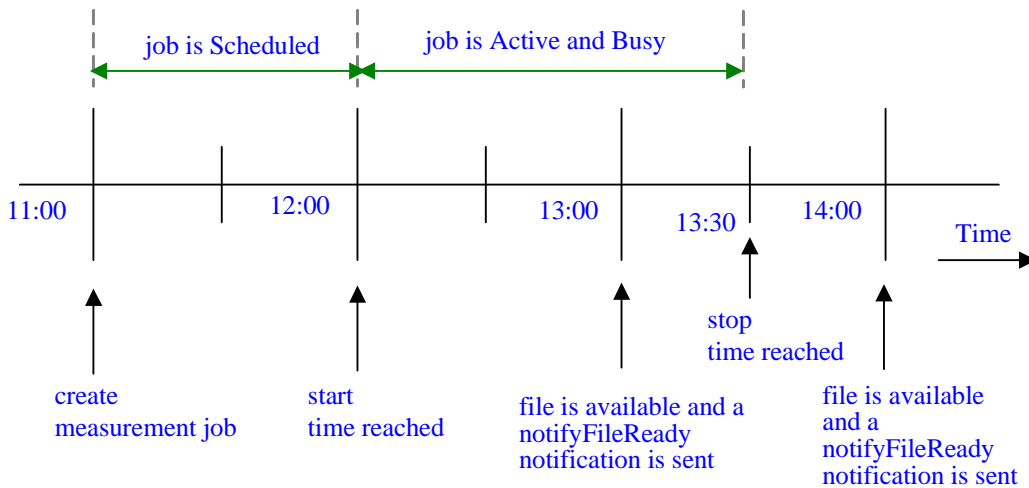 job is Scheduled
job is Active and Busy
11:00
12:00
13:00
13:30
14:00
Time
create
measurement job
start
time reached
file is available and a
notifyFileReady
notification is sent
stop
time reached
file is available
and a
notifyFileReady
notification is sent